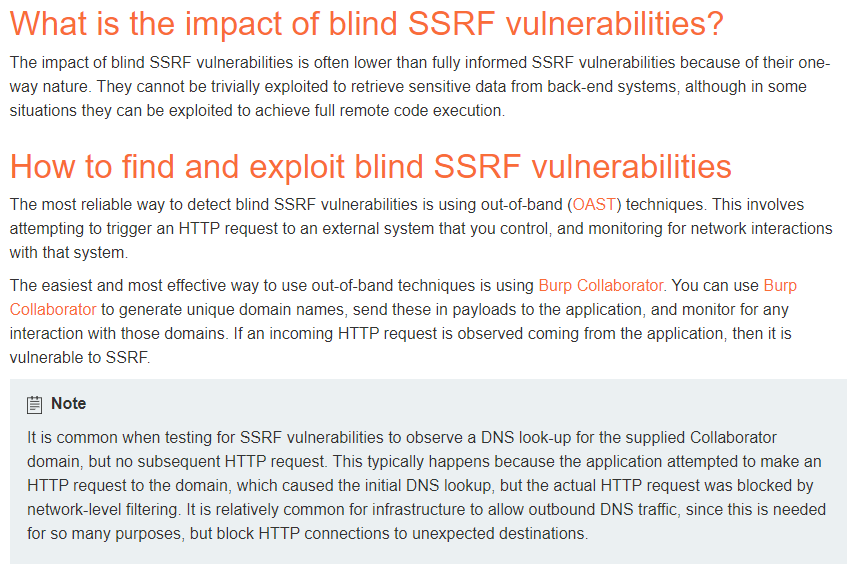 What is the impact of blind SSRF vulnerabilities?
The impact of blind SSRF vulnerabilities is often lower than fully informed SSRF vulnerabilities because of their one-
way nature. They cannot be trivially exploited to retrieve sensitive data from back-end systems, although in some
situations they can be exploited to achieve full remote code execution.
How to find and exploit blind SSRF vulnerabilities
The most reliable way to detect blind SSRF vulnerabilities is using out-of-band (OAST) techniques. This involves
attempting to trigger an HTTP request to an external system that you control, and monitoring for network interactions
with that system.
The easiest and most effective way to use out-of-band techniques is using Burp Collaborator. You can use Burp
Collaborator to generate unique domain names, send these in payloads to the application, and monitor for any
interaction with those domains. If an incoming HTTP request is observed coming from the application, then it is
vulnerable to SSRF.
Note
It is common when testing for SSRF vulnerabilities to observe a DNS look-up for the supplied Collaborator
domain, but no subsequent HTTP request. This typically happens because the application attempted to make an
HTTP request to the domain, which caused the initial DNS lookup, but the actual HTTP request was blocked by
network-level filtering. It is relatively common for infrastructure to allow outbound DNS traffic, since this is needed
for so many purposes, but block HTTP connections to unexpected destinations.